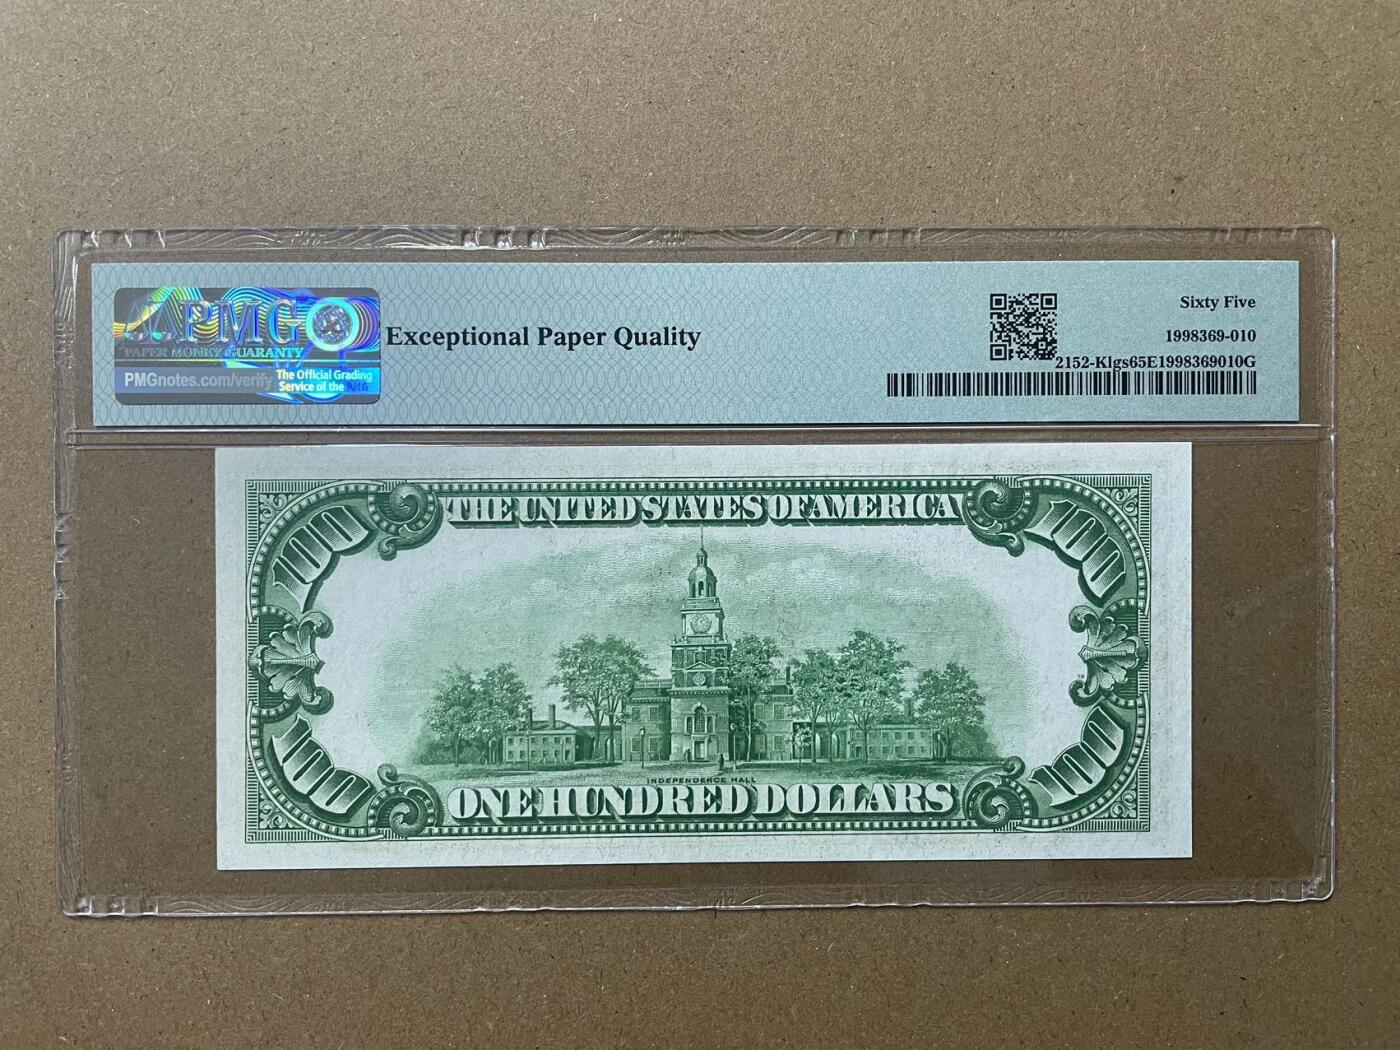 PMG
PAPER MONEY GUARANTY
PMGnotes.com/verify
The Official Grading
Service of the ANA
Exceptional Paper Quality
Sixty Five
1998369-010
2152-Klgs65E1998369010G
THE UNITED STATES OF AMERICA
100
100
INDEPENDENCE HALL
100
100
ONE HUNDRED DOLLARS